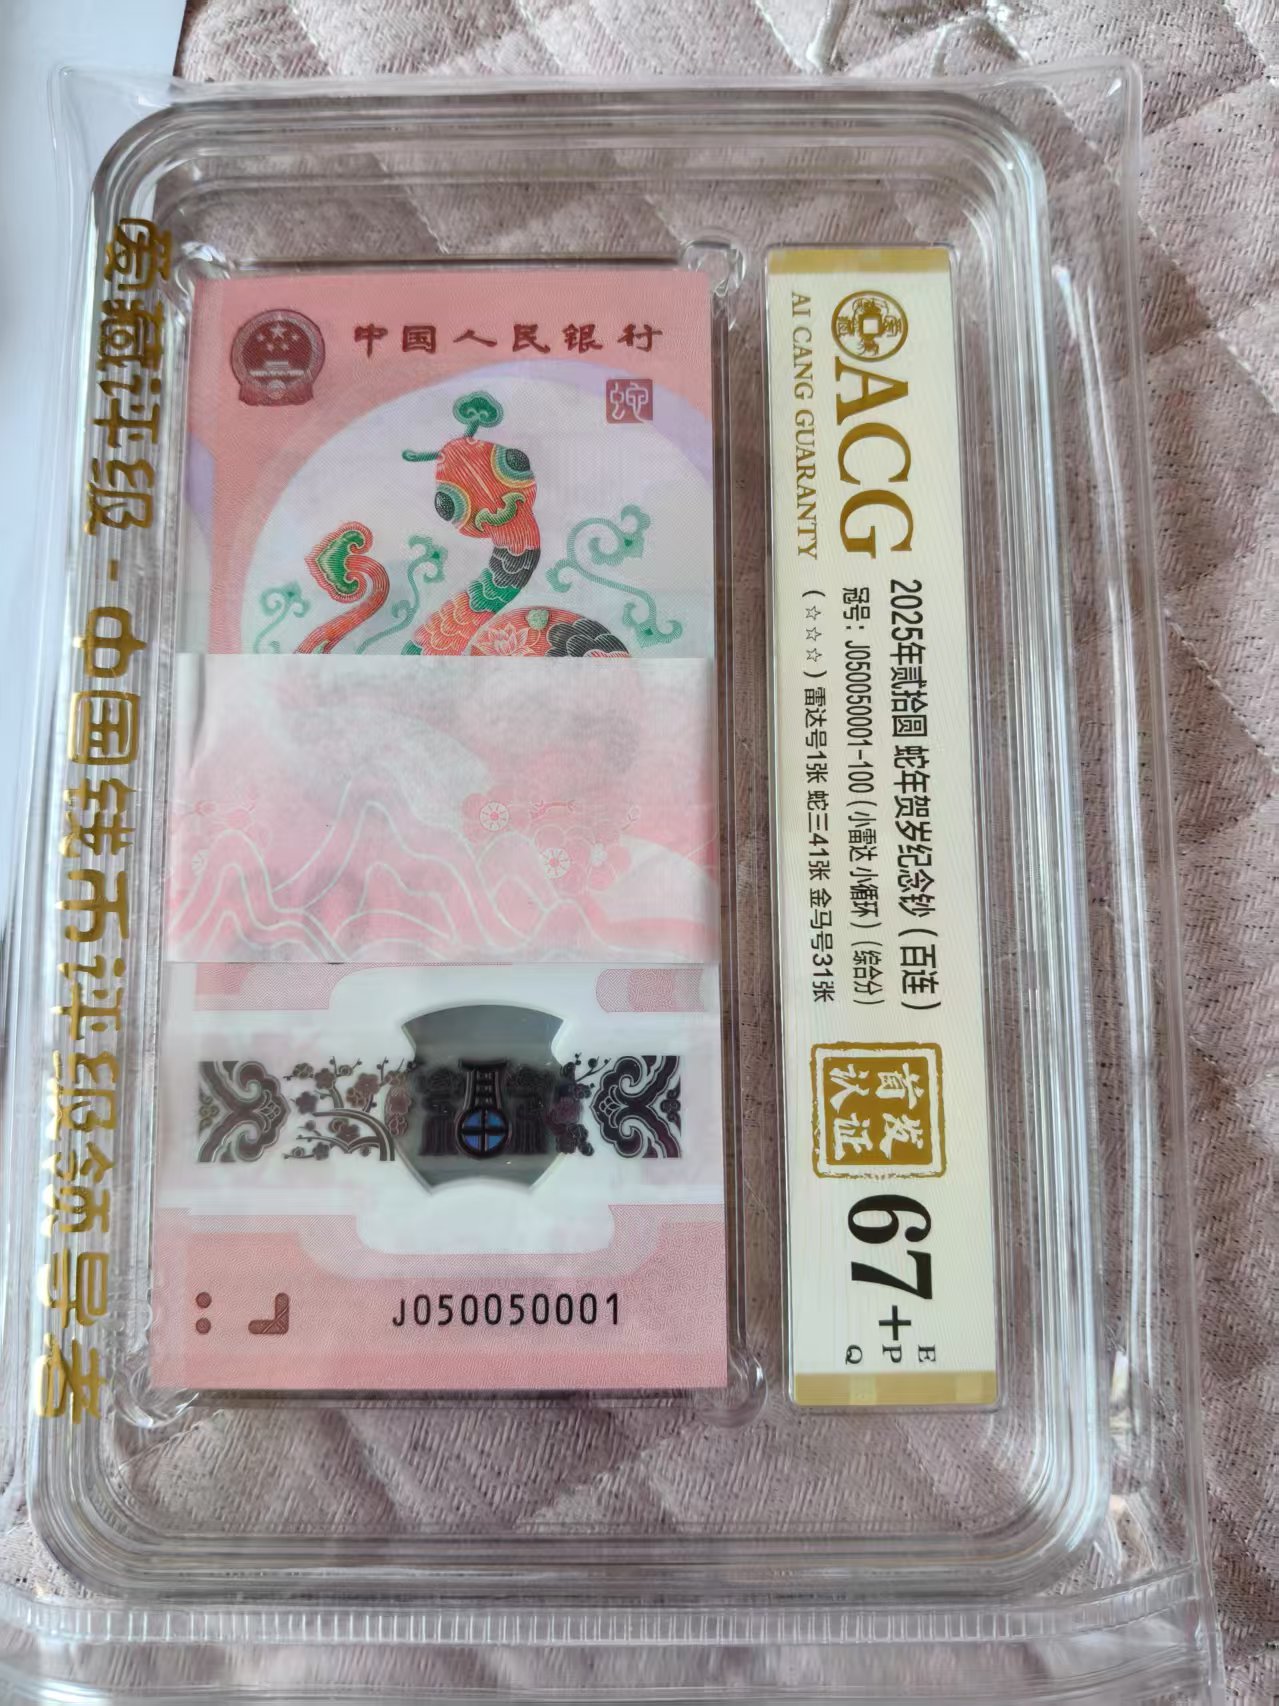 爱藏评级 - 中国钱币评级领导者
中国人民银行
J050050001
ACG
AI CANG GUARANTY
2025年贰拾圆 蛇年贺岁纪念钞（百连）
冠号：J050050001-100（小雷达 小循环）（综合分）
（☆☆☆）雷达号1张 蛇三41张 金马号31张
首发
认证
67+
E
P
Q